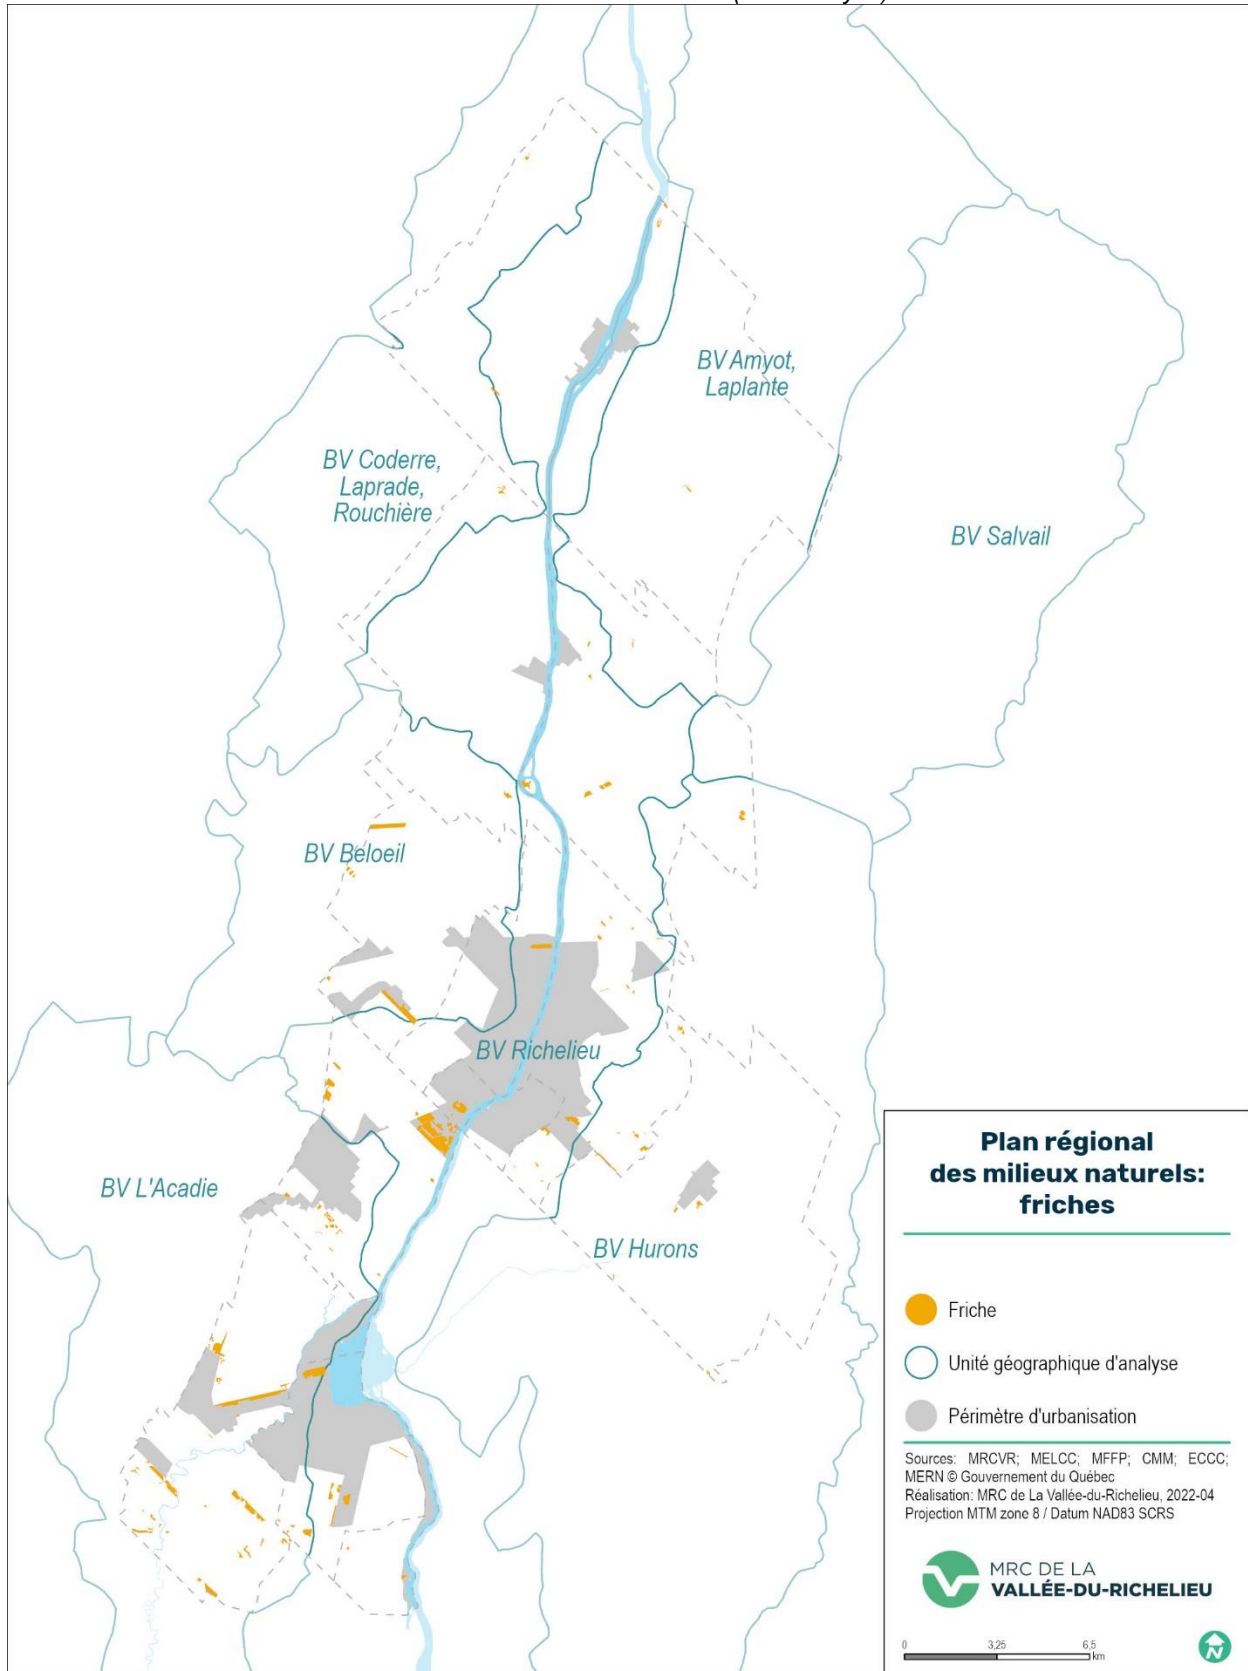 BV Amyot,
Laplante
BV Coderre,
Laprade,
Rouchière
BV Salvail
BV Beloeil
BV Richelieu
BV L'Acadie
BV Hurons
Plan régional
des milieux naturels:
friches
Friche
Unité géographique d'analyse
Périmètre d'urbanisation
Sources: MRCVR; MELCC; MFFP; CMM; ECCC;
MERN © Gouvernement du Québec
Réalisation: MRC de La Vallée-du-Richelieu, 2022-04
Projection MTM zone 8 / Datum NAD83 SCRS
MRC DE LA
VALLÉE-DU-RICHELIEU
0 3,25 6,5
km
N